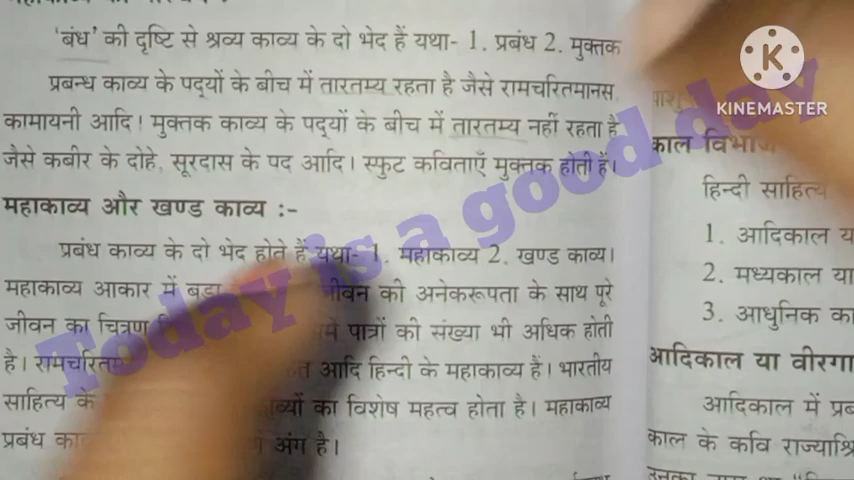 'बंध' की दृष्टि से श्रव्य काव्य के दो भेद हैं यथा- 1. प्रबंध 2. मुक्तक
प्रबन्ध काव्य के पद्यों के बीच में तारतम्य रहता है जैसे रामचरितमानस,
कामायनी आदि। मुक्तक काव्य के पद्यों के बीच में तारतम्य नहीं रहता है
जैसे कबीर के दोहे, सूरदास के पद आदि। स्फुट कविताएँ मुक्तक होती हैं।
महाकाव्य और खण्ड काव्य :-
प्रबंध काव्य के दो भेद होते हैं यथा- 1. महाकाव्य 2. खण्ड काव्य।
महाकाव्य आकार में बड़ा जीवन की अनेकरूपता के साथ पूरे
जीवन का चित्रण पात्रों की संख्या भी अधिक होती
है। आदि हिन्दी के महाकाव्य हैं। भारतीय
साहित्य के का विशेष महत्व होता है। महाकाव्य
प्रबंध अंग है।
काल
हिन्दी साहित्य
1. आदिकाल
2. मध्यकाल या
3. आधुनिक
आदिकाल या
आदिकाल में
काल के कवि
KINEMASTER
Today is a good day